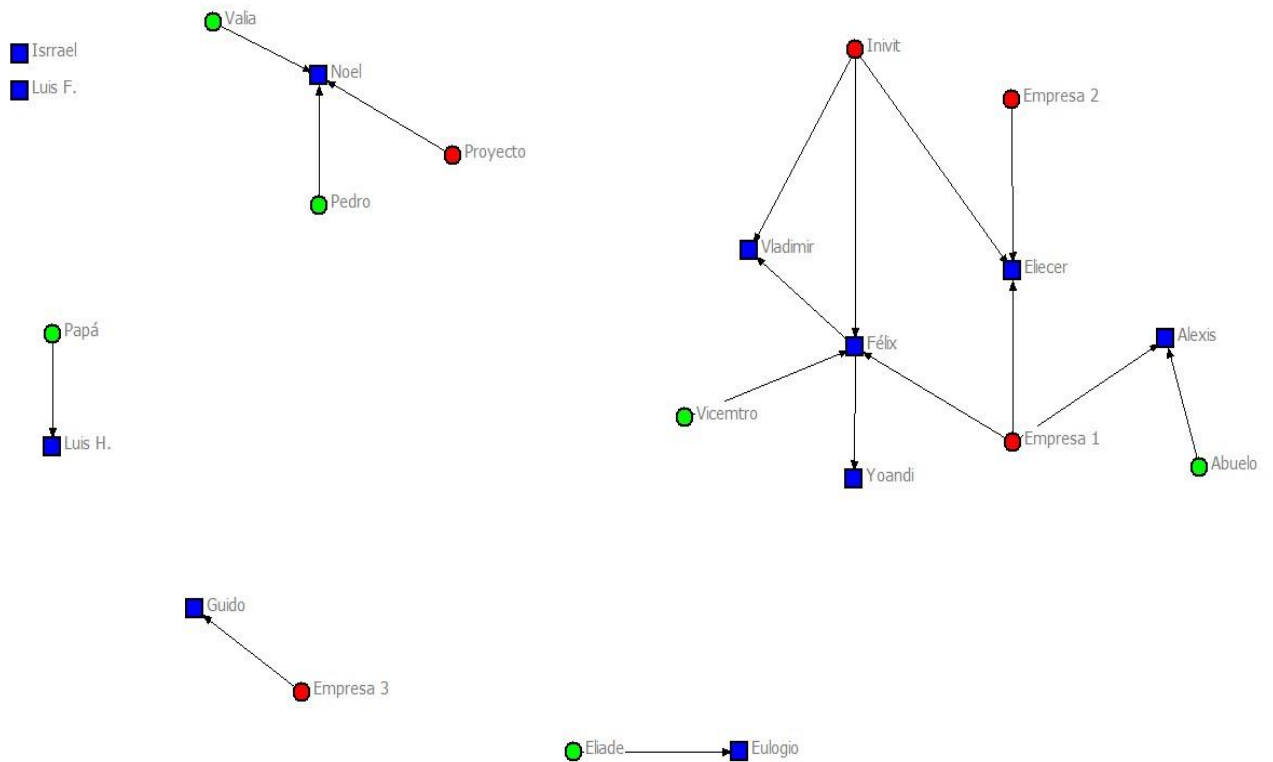 Valia
Isrrael
Inivit
Noel
Luis F.
Empresa 2
Proyecto
Pedro
Vladimir
Eliecer
Papá
Alexis
Félix
Vicemtro
Luis H.
Empresa 1
Abuelo
Yoandi
Guido
Empresa 3
Eliade
Eulogio